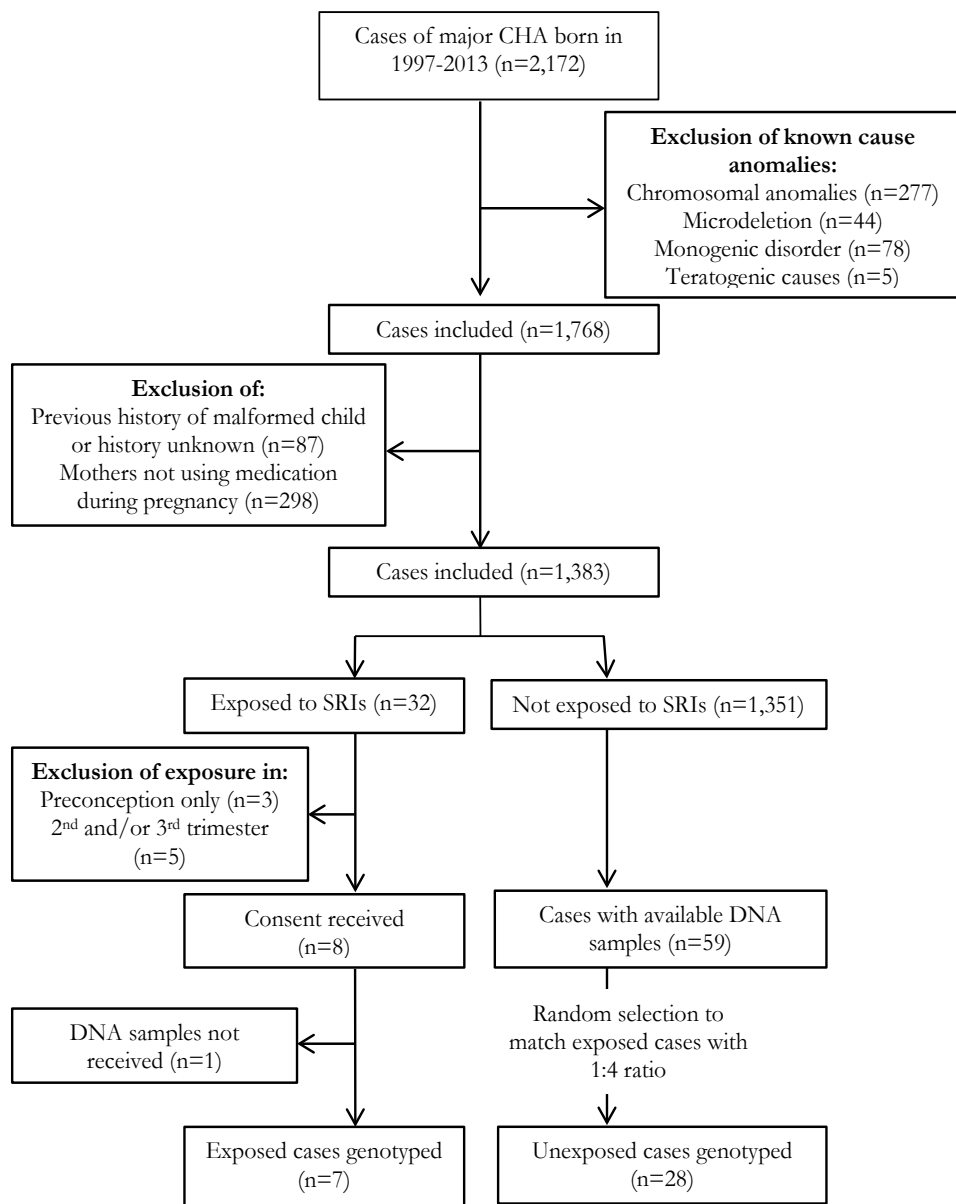 Cases of major CHA born in
1997-2013 (n=2,172)
Exclusion of known cause
anomalies:
Chromosomal anomalies (n=277)
Microdeletion (n=44)
Monogenic disorder (n=78)
Teratogenic causes (n=5)
Cases included (n=1,768)
Exclusion of:
Previous history of malformed child
or history unknown (n=87)
Mothers not using medication
during pregnancy (n=298)
Cases included (n=1,383)
Exposed to SRIs (n=32)
Not exposed to SRIs (n=1,351)
Exclusion of exposure in:
Preconception only (n=3)
2nd and/or 3rd trimester
(n=5)
Consent received
(n=8)
Cases with available DNA
samples (n=59)
DNA samples not
received (n=1)
Random selection to
match exposed cases with
1:4 ratio
Exposed cases genotyped
(n=7)
Unexposed cases genotyped
(n=28)